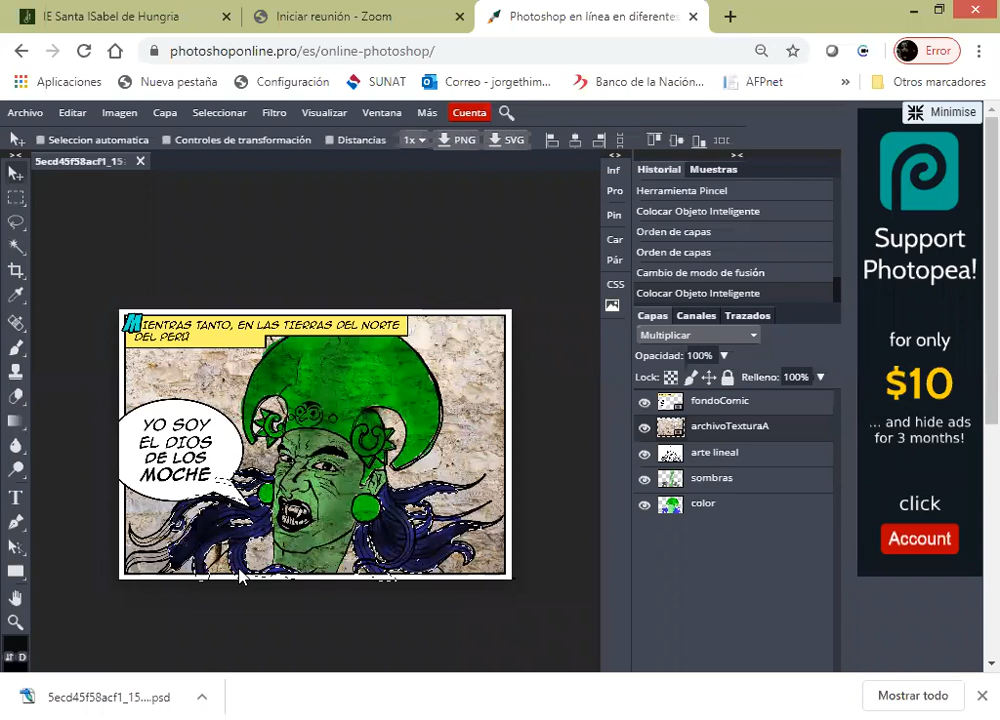 IE Santa ISabel de Hungria
Iniciar reunión - Zoom
Photoshop en línea en diferentes
photoshoponline.pro/es/online-photoshop/
Error
Aplicaciones
Nueva pestaña
Configuración
SUNAT
Correo - jorgethim...
Banco de la Nación...
AFPnet
Otros marcadores
Archivo
Editar
Imagen
Capa
Seleccionar
Filtro
Visualizar
Ventana
Más
Cuenta
Minimise
Seleccion automatica
Controles de transformación
Distancias
1x
PNG
SVG
5ecd45f58acf1_15
Inf
Pro
Pin
Car
Pár
CSS
Historial
Muestras
Herramienta Pincel
Colocar Objeto Inteligente
Orden de capas
Orden de capas
Cambio de modo de fusión
Colocar Objeto Inteligente
Capas
Canales
Trazados
Multiplicar
Opacidad: 100%
Lock:
Relleno: 100%
fondoComic
archivoTexturaA
arte lineal
sombras
color
MIENTRAS TANTO, EN LAS TIERRAS DEL NORTE
DEL PERÚ
YO SOY
EL DIOS
DE LOS
MOCHE
Support
Photopea!
for only
$10
... and hide ads
for 3 months!
click
Account
D
5ecd45f58acf1_15....psd
Mostrar todo